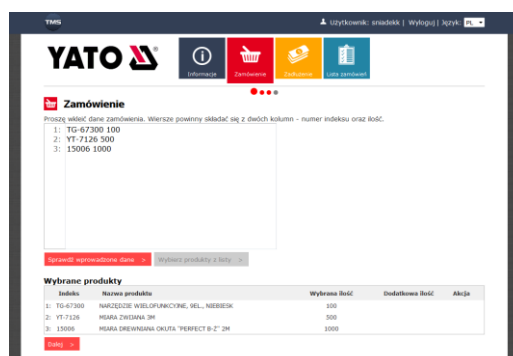 TMS
Użytkownik: sniadekk | Wyloguj | Język: PL
YATO
Informacje
Zamówienie
Zadłużenie
Lista zamówień
Zamówienie
Proszę wkleić dane zamówienia. Wiersze powinny składać się z dwóch kolumn - numer indeksu oraz ilość.
1: TG-67300 100
2: YT-7126 500
3: 15006 1000
Sprawdź wprowadzone dane >
Wybierz produkty z listy >
Wybrane produkty
Indeks Nazwa produktu Wybrana ilość Dodatkowa ilość Akcja
1: TG-67300 NARZĘDZIE WIELOFUNKCYJNE, 9EL., NIEBIESK 100
2: YT-7126 MIARA ZWIJANA 3M 500
3: 15006 MIARA DREWNIANA OKUTA "PERFECT B-Z" 2M 1000
Dalej >